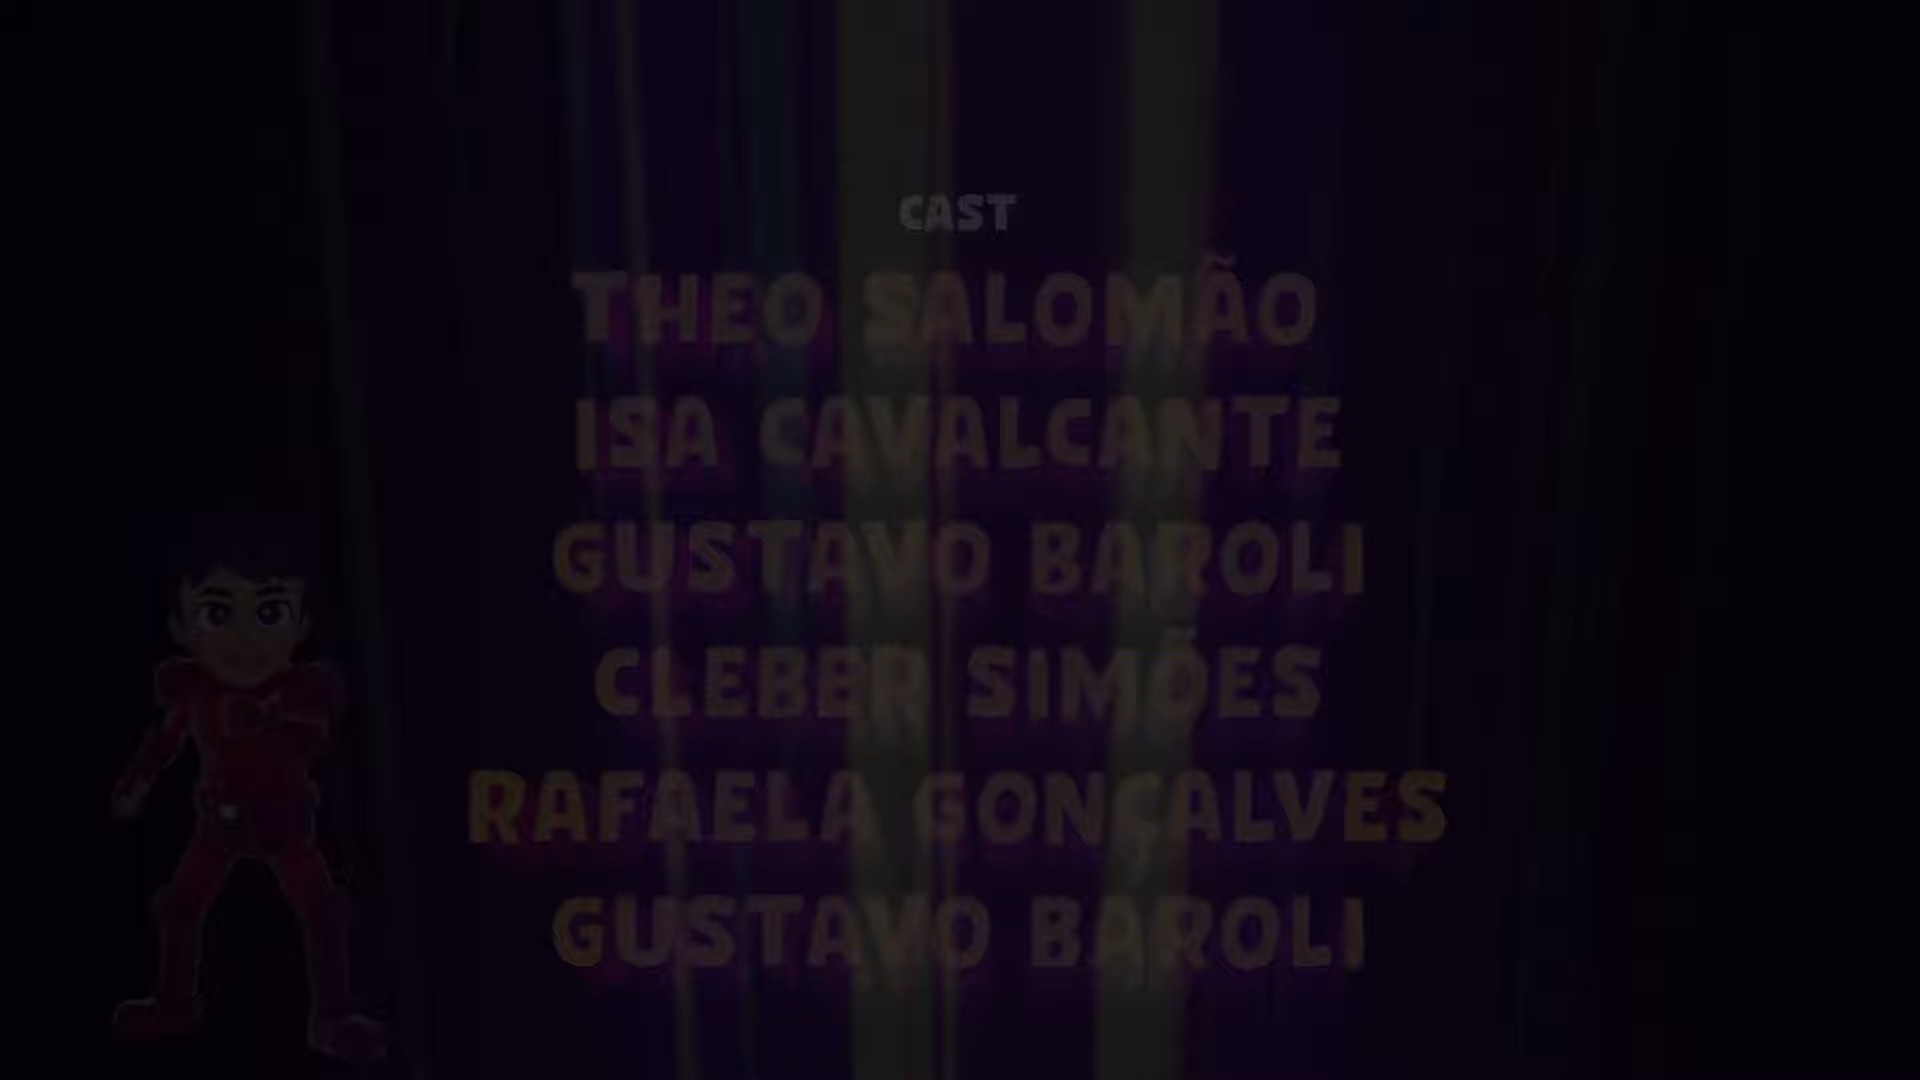 CAST
THEO SALOMÃO
ISA CAVALCANTE
GUSTAVO BAROLI
CLEBER SIMÕES
RAFAELA GONÇALVES
GUSTAVO BAROLI